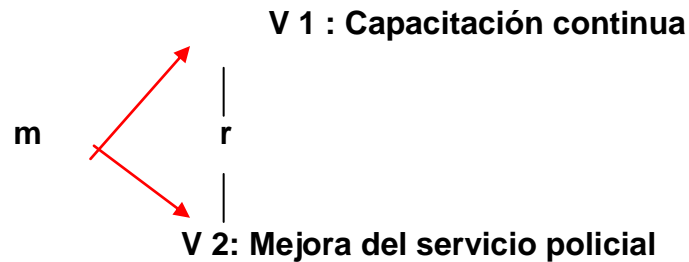 V 1 : Capacitación continua
m r
V 2: Mejora del servicio policial